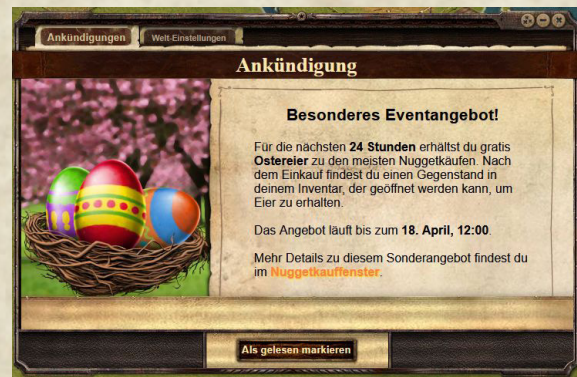 Ankündigungen
Welt-Einstellungen
Ankündigung
Besonderes Eventangebot!
Für die nächsten 24 Stunden erhältst du gratis
Ostereier zu den meisten Nuggetkäufen. Nach
dem Einkauf findest du einen Gegenstand in
deinem Inventar, der geöffnet werden kann, um
Eier zu erhalten.
Das Angebot läuft bis zum 18. April, 12:00.
Mehr Details zu diesem Sonderangebot findest du
im Nuggetkauffenster.
Als gelesen markieren